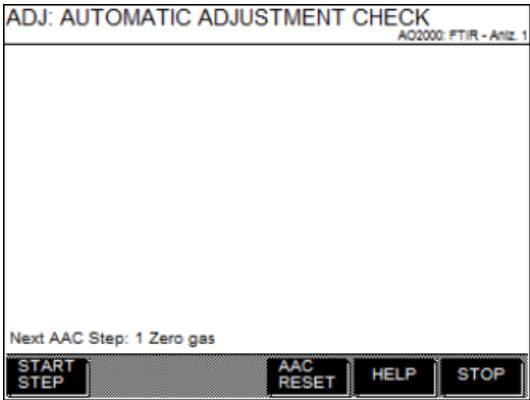 ADJ: AUTOMATIC ADJUSTMENT CHECK
AO2000: FTIR - Anlz. 1
Next AAC Step: 1 Zero gas
START
STEP
AAC
RESET
HELP
STOP